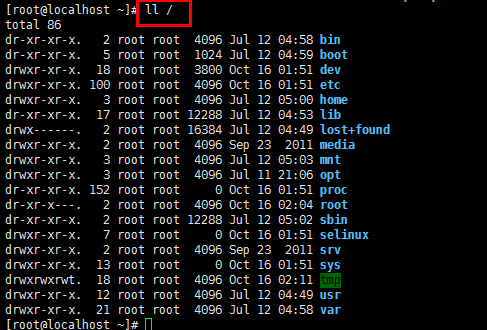 [root@localhost ~]# ll /
total 86
dr-xr-xr-x.   2 root root  4096 Jul 12 04:58 bin
dr-xr-xr-x.   5 root root  1024 Jul 12 04:59 boot
drwxr-xr-x.  18 root root  3800 Oct 16 01:51 dev
drwxr-xr-x. 100 root root  4096 Oct 16 01:51 etc
drwxr-xr-x.   3 root root  4096 Jul 12 05:00 home
dr-xr-xr-x.  17 root root 12288 Jul 12 04:53 lib
drwx------.   2 root root 16384 Jul 12 04:49 lost+found
drwxr-xr-x.   2 root root  4096 Sep 23  2011 media
drwxr-xr-x.   3 root root  4096 Jul 12 05:03 mnt
drwxr-xr-x.   3 root root  4096 Jul 11 21:06 opt
dr-xr-xr-x. 152 root root     0 Oct 16 01:51 proc
dr-xr-x---.   2 root root  4096 Oct 16 02:04 root
dr-xr-xr-x.   2 root root 12288 Jul 12 05:02 sbin
drwxr-xr-x.   7 root root     0 Oct 16 01:51 selinux
drwxr-xr-x.   2 root root  4096 Sep 23  2011 srv
drwxr-xr-x.  13 root root     0 Oct 16 01:51 sys
drwxrwxrwt.  18 root root  4096 Oct 16 02:11 tmp
drwxr-xr-x.  12 root root  4096 Jul 12 04:49 usr
drwxr-xr-x.  21 root root  4096 Jul 12 04:58 var
[root@localhost ~]#